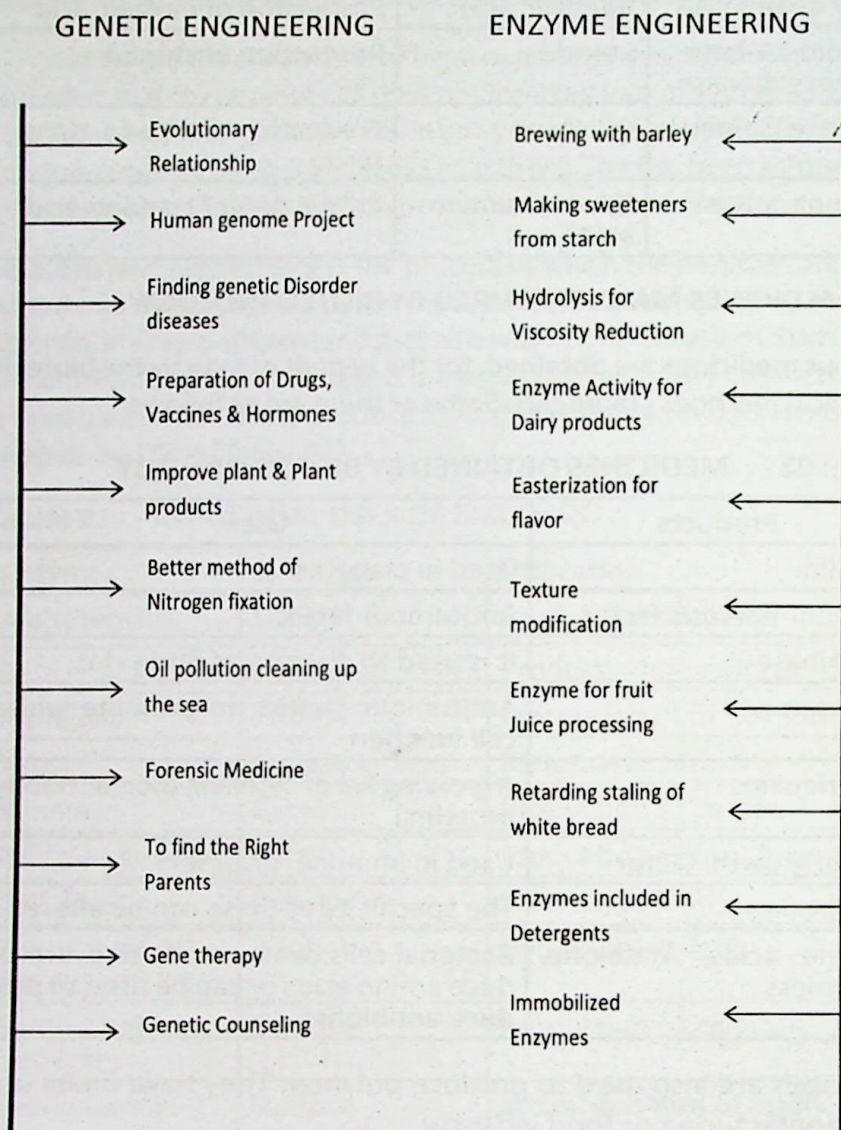 GENETIC ENGINEERING
Evolutionary
Relationship
Human genome Project
Finding genetic Disorder
diseases
Preparation of Drugs,
Vaccines & Hormones
Improve plant & Plant
products
Better method of
Nitrogen fixation
Oil pollution cleaning up
the sea
Forensic Medicine
To find the Right
Parents
Gene therapy
Genetic Counseling
ENZYME ENGINEERING
Brewing with barley
Making sweeteners
from starch
Hydrolysis for
Viscosity Reduction
Enzyme Activity for
Dairy products
Easterization for
flavor
Texture
modification
Enzyme for fruit
Juice processing
Retarding staling of
white bread
Enzymes included in
Detergents
Immobilized
Enzymes